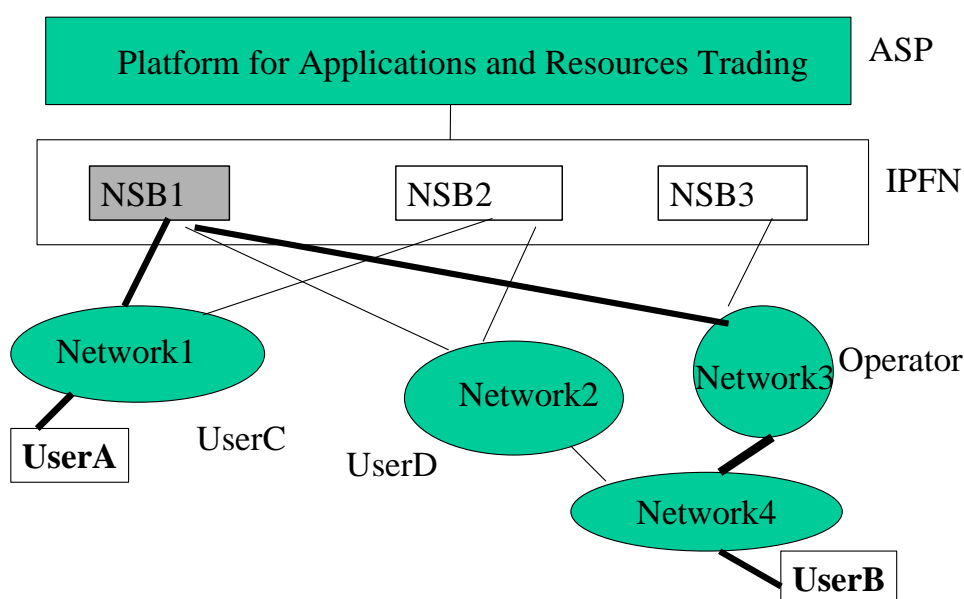 Platform for Applications and Resources Trading
ASP
NSB1
NSB2
NSB3
IPFN
Network1
Network2
Network3
Operator
UserA
UserC
UserD
Network4
UserB